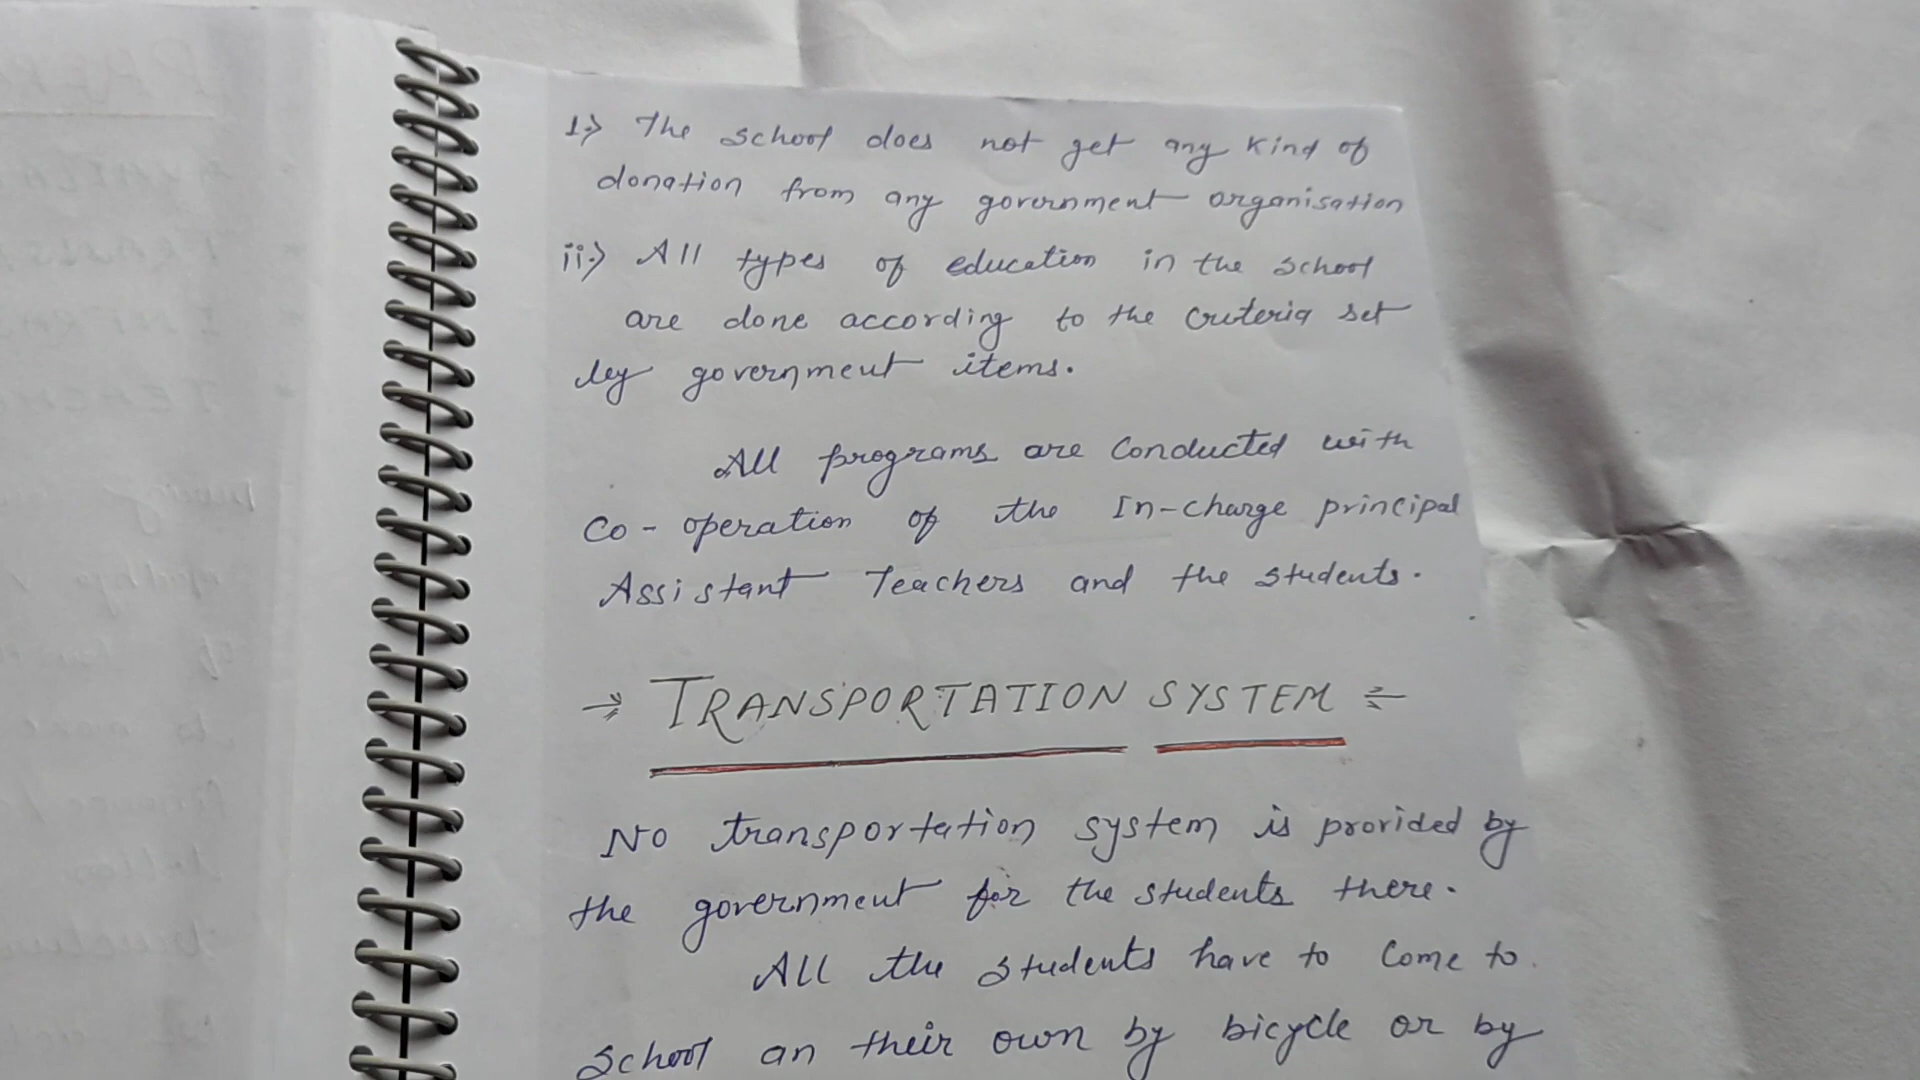 1.> The school does not get any kind of
donation from any government organisation
ii.> All types of education in the school
are done according to the criteria set
by government items.
All programs are conducted with
co-operation of the In-charge principal
Assistant Teachers and the students.
→ TRANSPORTATION SYSTEM ←
No transportation system is provided by
the government for the students there.
All the students have to come to
school an their own by bicycle or by